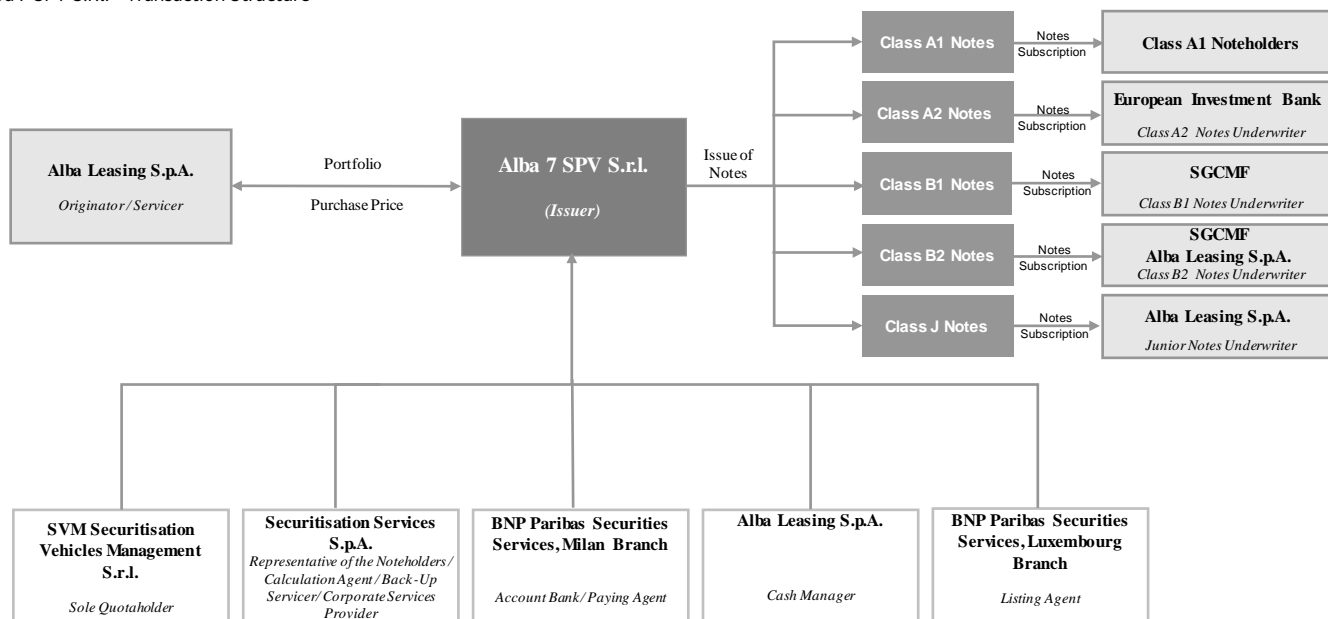 Transaction Structure
Class A1 Notes
Notes
Subscription
Class A1 Noteholders
Class A2 Notes
Notes
Subscription
European Investment Bank
Class A2 Notes Underwriter
Alba Leasing S.p.A.
Originator / Servicer
Portfolio
Purchase Price
Alba 7 SPV S.r.l.
(Issuer)
Issue of
Notes
Class B1 Notes
Notes
Subscription
SGCMF
Class B1 Notes Underwriter
Class B2 Notes
Notes
Subscription
SGCMF
Alba Leasing S.p.A.
Class B2 Notes Underwriter
Class J Notes
Notes
Subscription
Alba Leasing S.p.A.
Junior Notes Underwriter
SVM Securitisation
Vehicles Management
S.r.l.
Sole Quotaholder
Securitisation Services
S.p.A.
Representative of the Noteholders /
Calculation Agent / Back-Up
Servicer/ Corporate Services
Provider
BNP Paribas Securities
Services, Milan Branch
Account Bank/ Paying Agent
Alba Leasing S.p.A.
Cash Manager
BNP Paribas Securities
Services, Luxembourg
Branch
Listing Agent